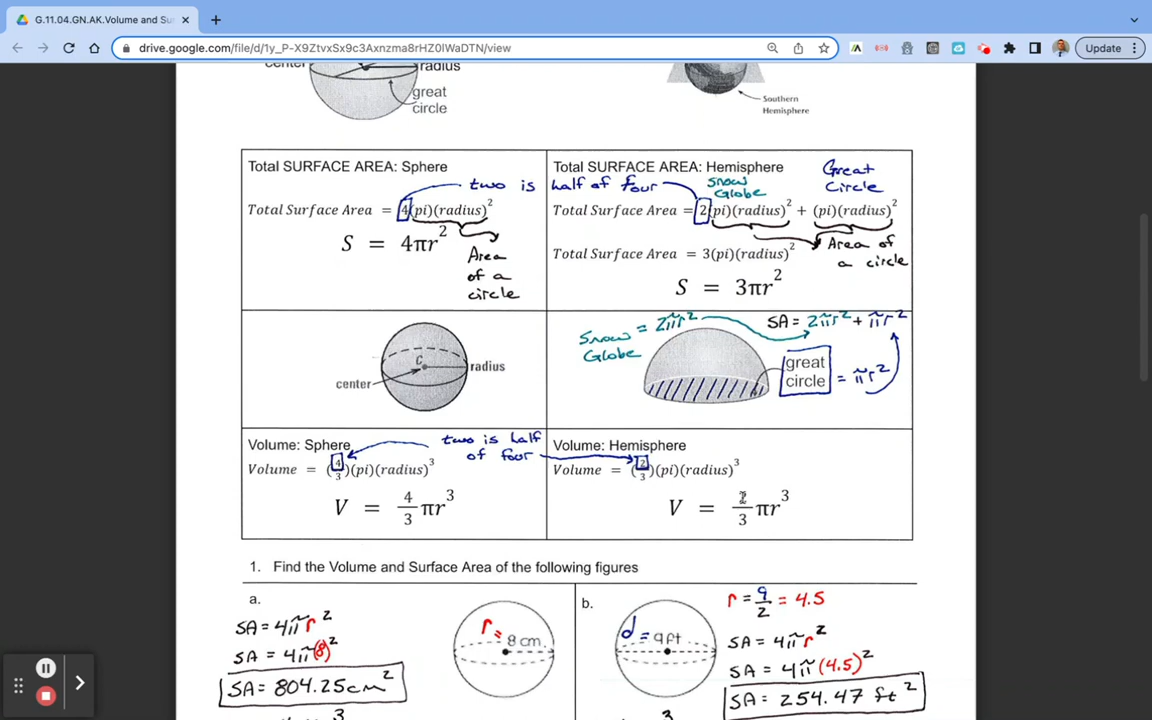 G.11.04.GN.AK.Volume and Su
drive.google.com/file/d/1y_P-X9ZtvxSx9c3Axnzma8rHZ0IWaDTN/view
Update
center
radius
great
circle
Southern
Hemisphere
Total SURFACE AREA: Sphere
two is
Total Surface Area = 4(pi)(radius)²
S = 4πr²
Area
of a
circle
Total SURFACE AREA: Hemisphere
half of four
Snow
Globe
Great
Circle
Total Surface Area = 2(pi)(radius)² + (pi)(radius)²
Area of
a circle
Total Surface Area = 3(pi)(radius)²
S = 3πr²
C
center
radius
Snow
Globe
= 2πr²
SA = 2πr² + πr²
great
circle
= πr²
Volume: Sphere
two is half
of four
Volume = (4/3)(pi)(radius)³
V = 4/3 πr³
Volume: Hemisphere
Volume = (2/3)(pi)(radius)³
V = 2/3 πr³
1. Find the Volume and Surface Area of the following figures
a.
SA = 4πr²
SA = 4π(8)²
SA = 804.25cm²
r =
8 cm
b.
d =
9 ft
r = 9/2 = 4.5
SA = 4πr²
SA = 4π(4.5)²
SA = 254.47 ft²
3
3